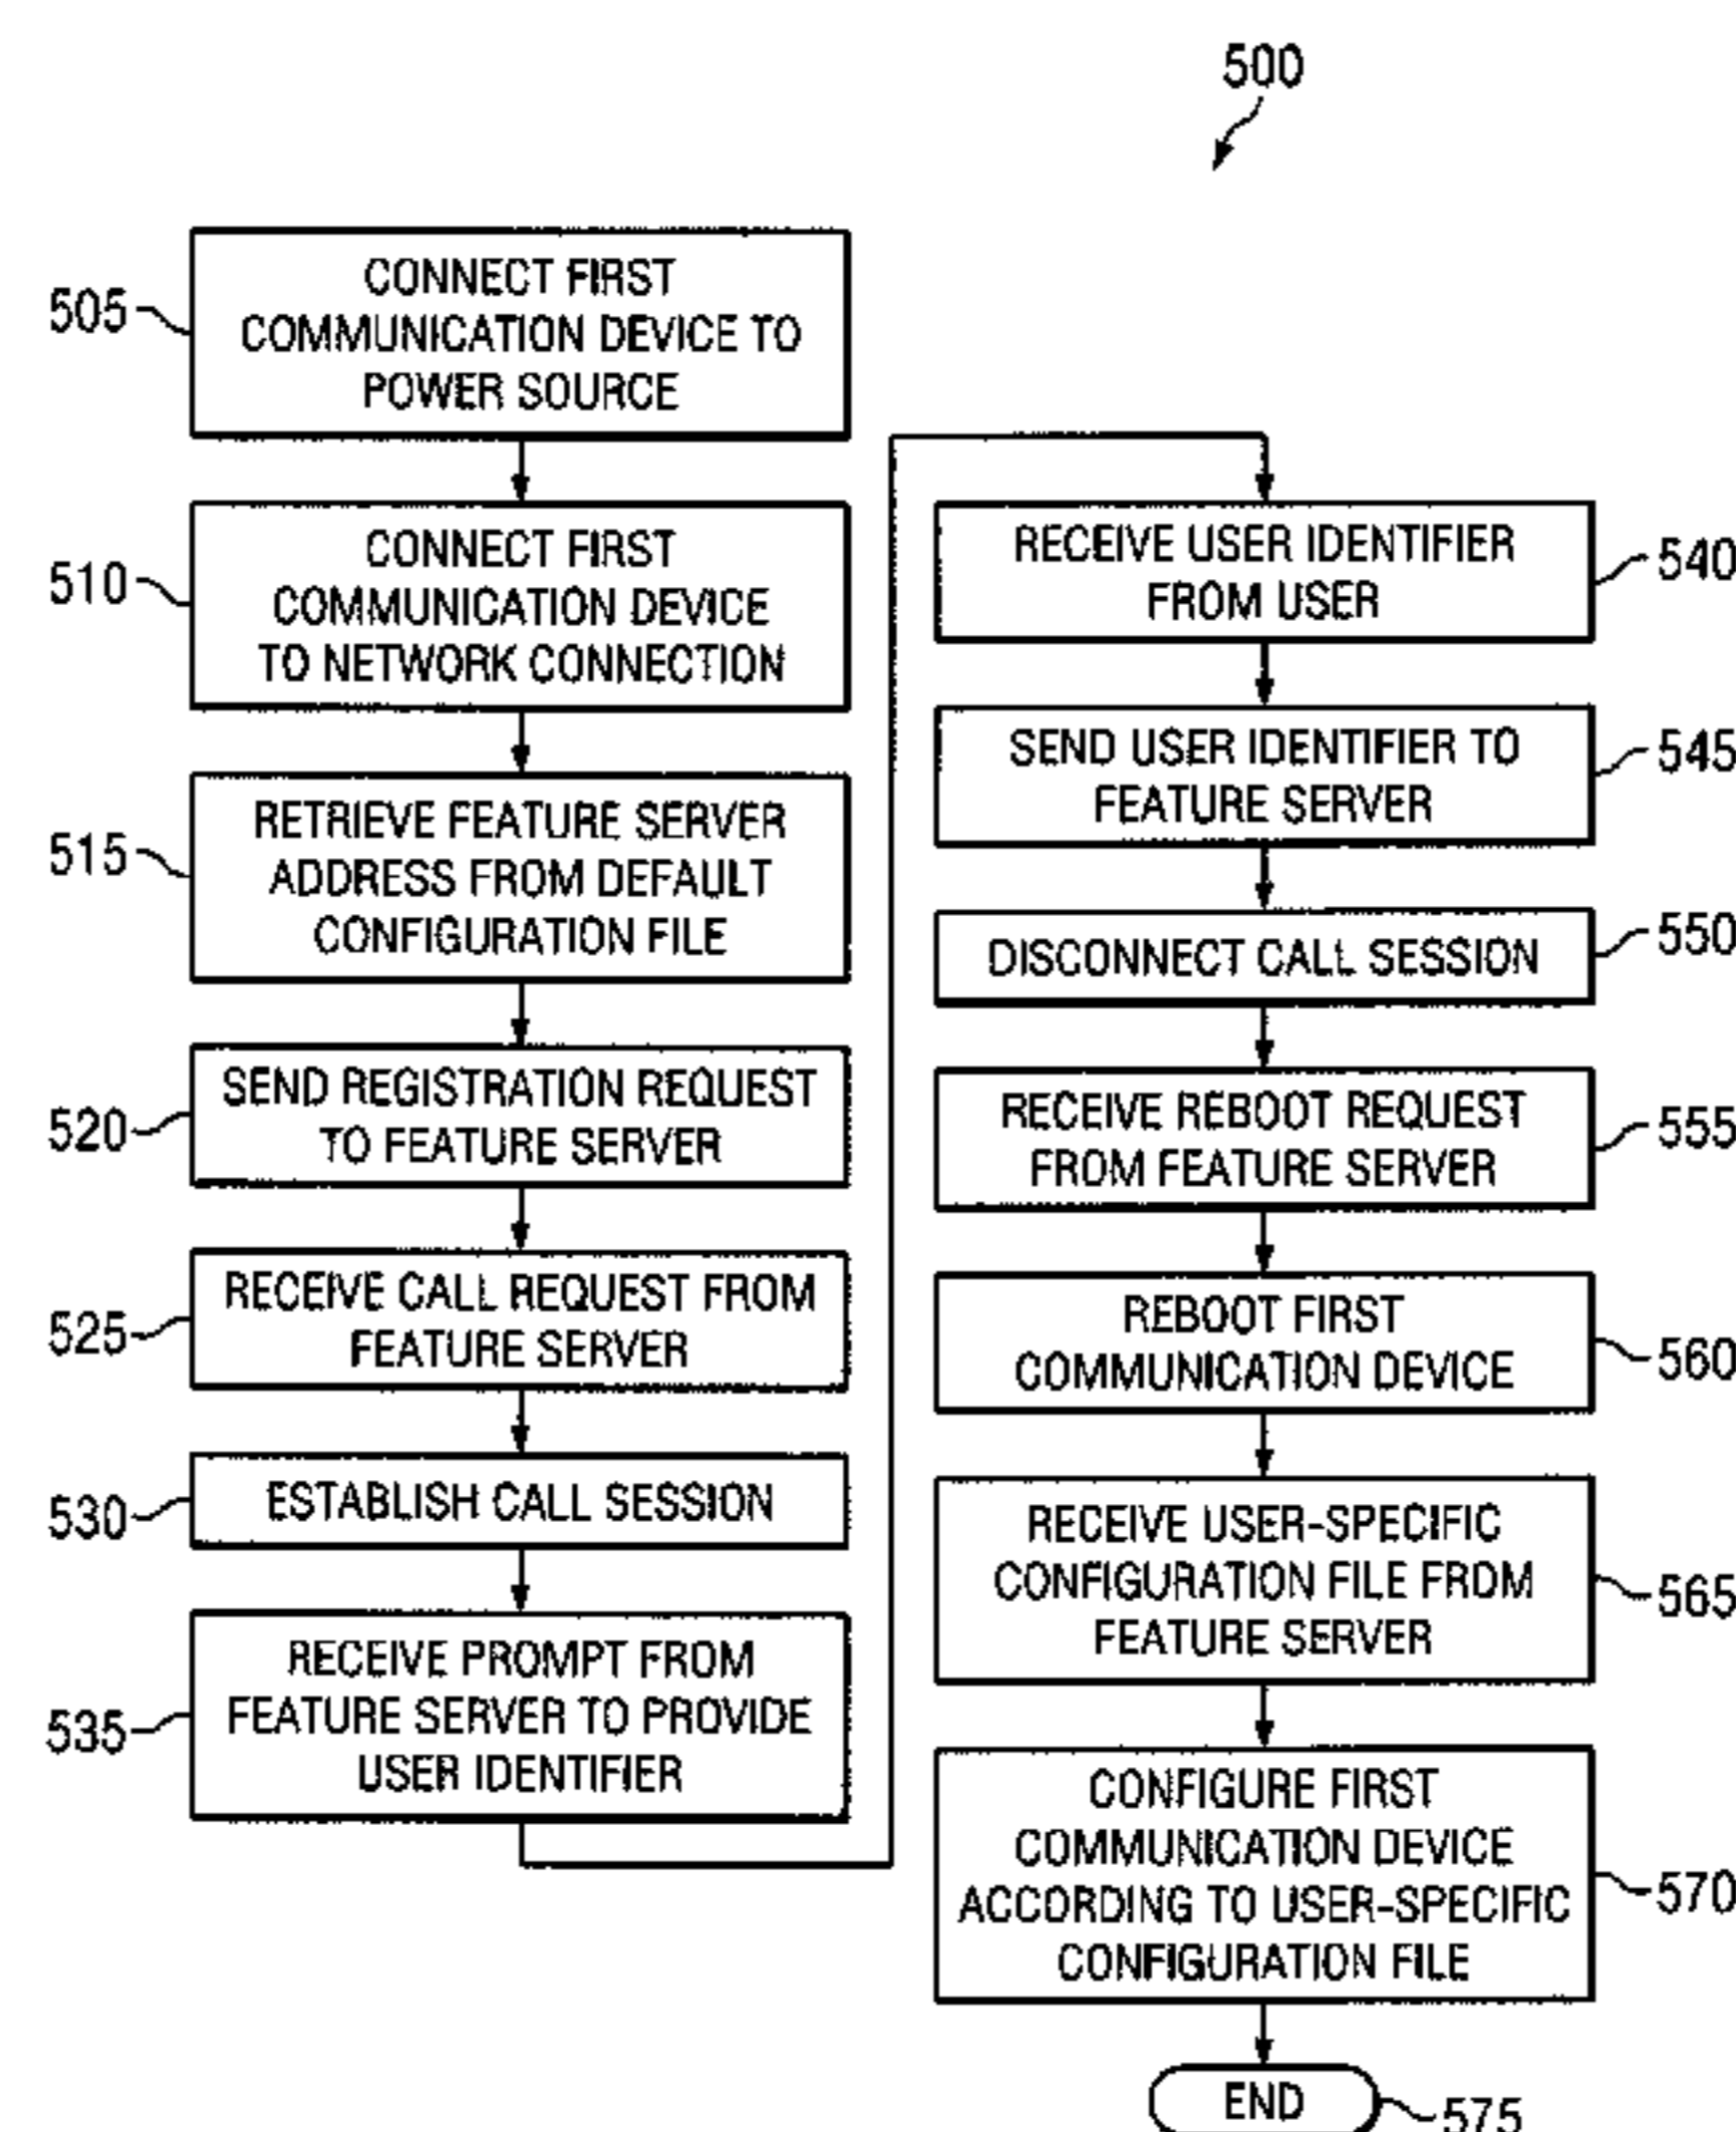 500
505
CONNECT FIRST
COMMUNICATION DEVICE TO
POWER SOURCE
510
CONNECT FIRST
COMMUNICATION DEVICE
TO NETWORK CONNECTION
515
RETRIEVE FEATURE SERVER
ADDRESS FROM DEFAULT
CONFIGURATION FILE
520
SEND REGISTRATION REQUEST
TO FEATURE SERVER
525
RECEIVE CALL REQUEST FROM
FEATURE SERVER
530
ESTABLISH CALL SESSION
535
RECEIVE PROMPT FROM
FEATURE SERVER TO PROVIDE
USER IDENTIFIER
RECEIVE USER IDENTIFIER
FROM USER
540
SEND USER IDENTIFIER TO
FEATURE SERVER
545
DISCONNECT CALL SESSION
550
RECEIVE REBOOT REQUEST
FROM FEATURE SERVER
555
REBOOT FIRST
COMMUNICATION DEVICE
560
RECEIVE USER-SPECIFIC
CONFIGURATION FILE FROM
FEATURE SERVER
565
CONFIGURE FIRST
COMMUNICATION DEVICE
ACCORDING TO USER-SPECIFIC
CONFIGURATION FILE
570
END
575